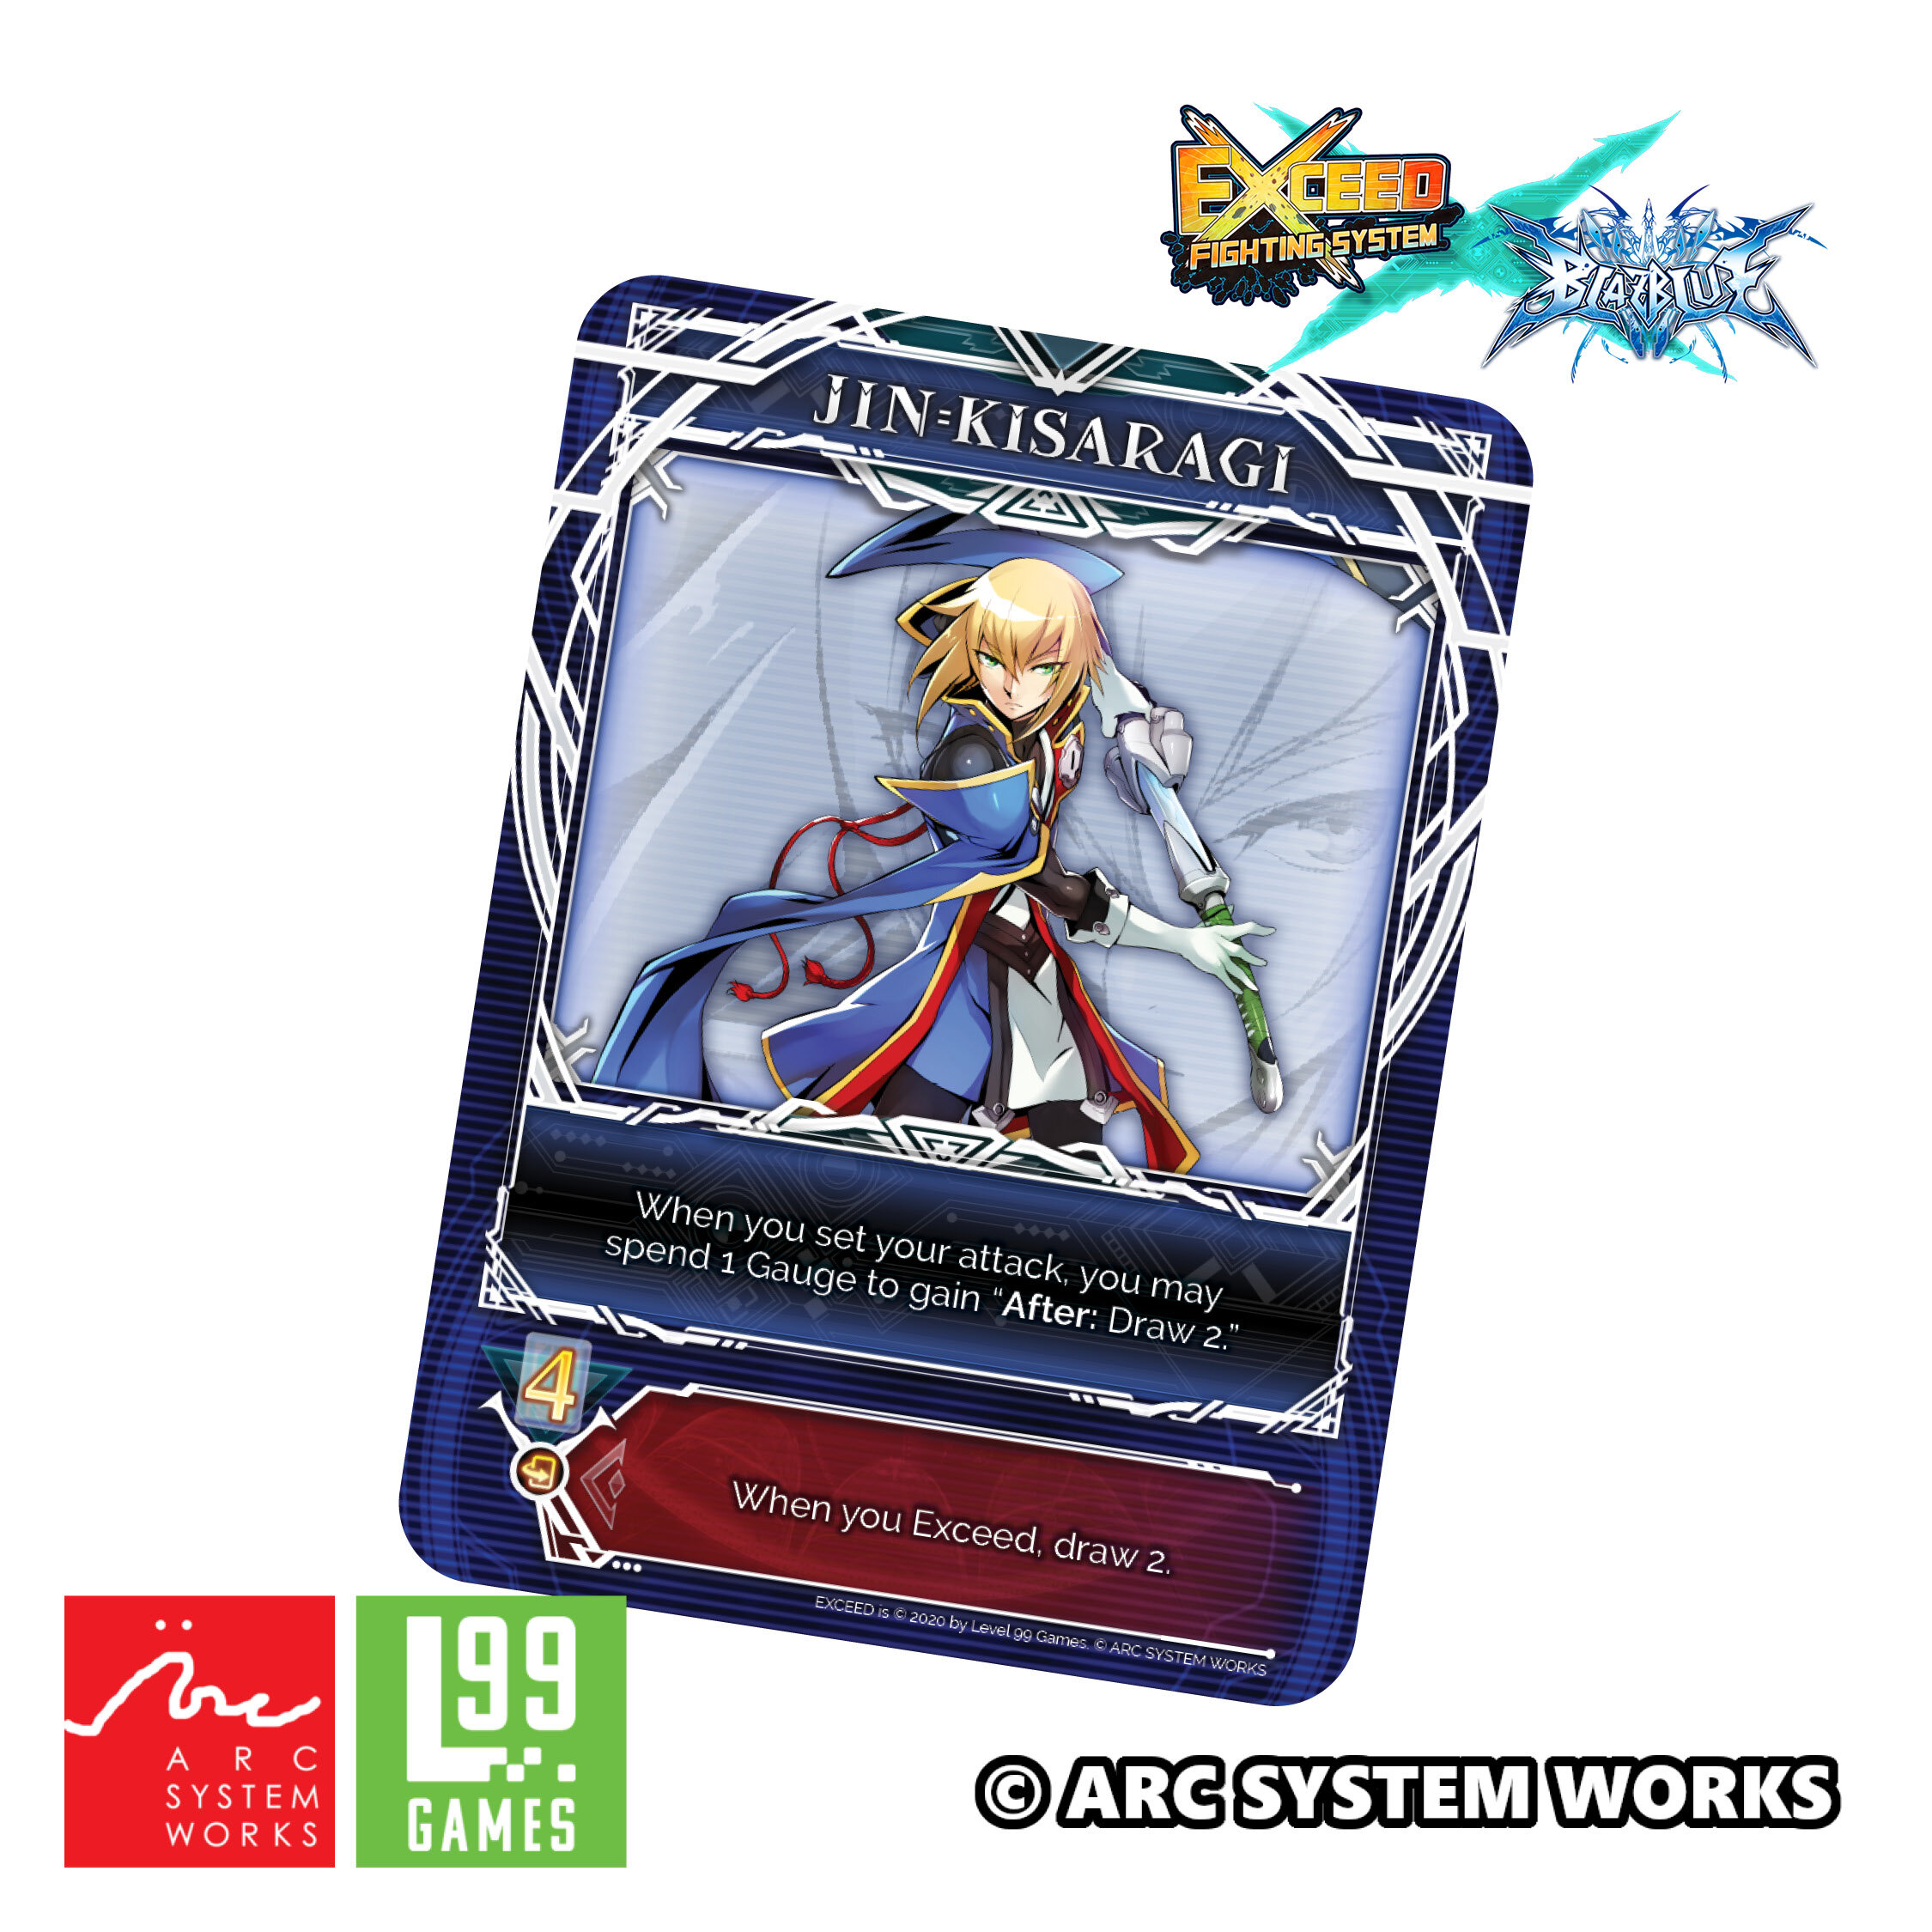 EXCEED
FIGHTING SYSTEM
BLAZBLUE
JIN=KISARAGI
When you set your attack, you may
spend 1 Gauge to gain “After: Draw 2.”
4
When you Exceed, draw 2.
EXCEED is © 2020 by Level 99 Games. © ARC SYSTEM WORKS
Arc
ARC
SYSTEM
WORKS
L99
GAMES
© ARC SYSTEM WORKS